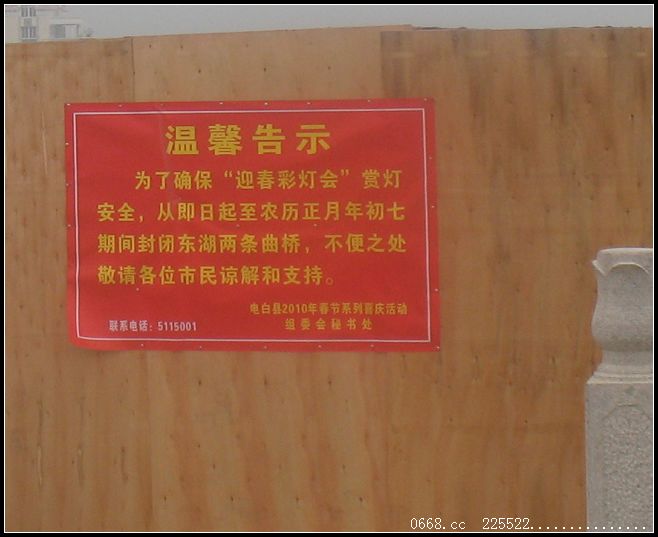 温馨告示
为了确保“迎春彩灯会”赏灯
安全，从即日起至农历正月年初七
期间封闭东湖两条曲桥，不便之处
敬请各位市民谅解和支持。
电白县2010年春节系列喜庆活动
组委会秘书处
联系电话：5115001
0668.cc 225522...............